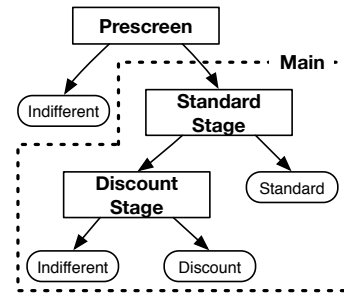 Prescreen
Main
Indifferent
Standard
Stage
Discount
Stage
Standard
Indifferent
Discount